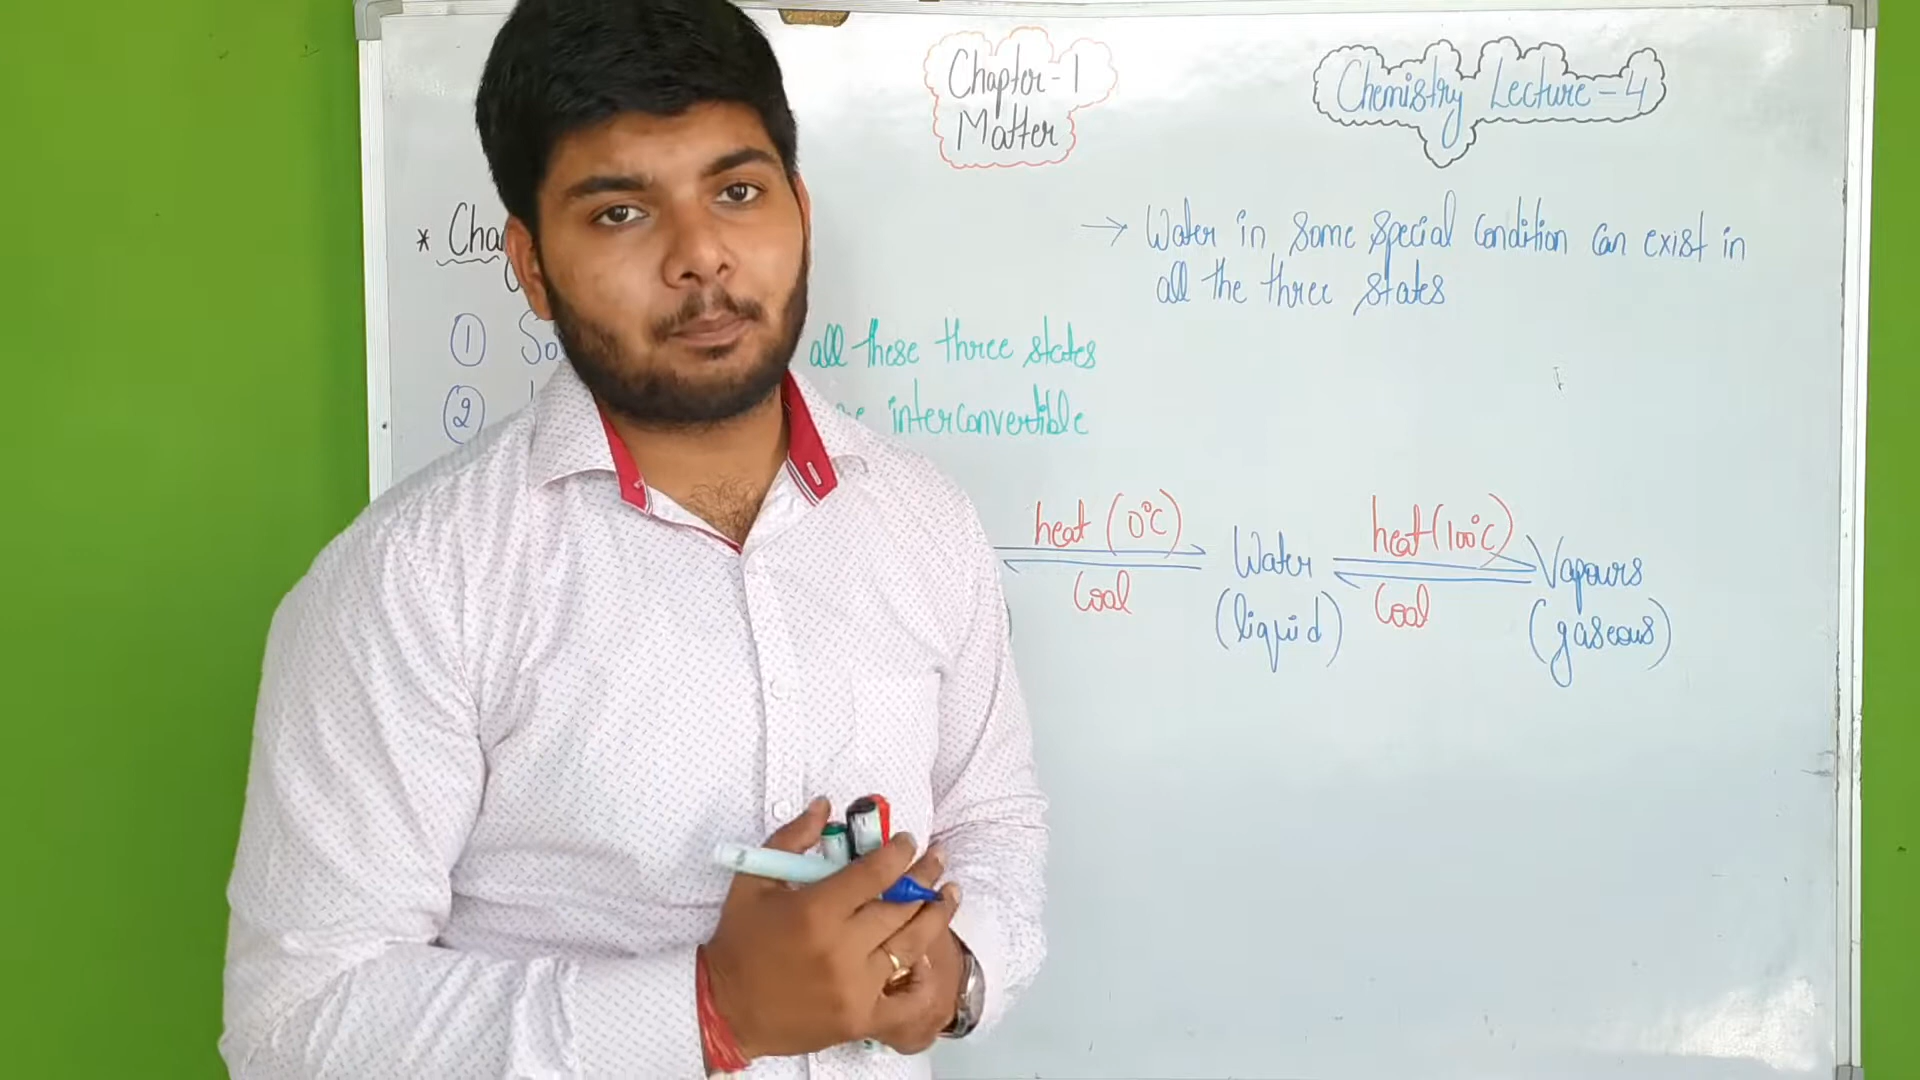 Chapter-1
Matter
Chemistry Lecture-4
* Cha
→ Water in some special condition can exist in
all the three states
① So
all these three states
②
interconvertible
heat (0°C)
Cool
Water
(liquid)
heat (100°C)
Cool
Vapours
(gaseous)